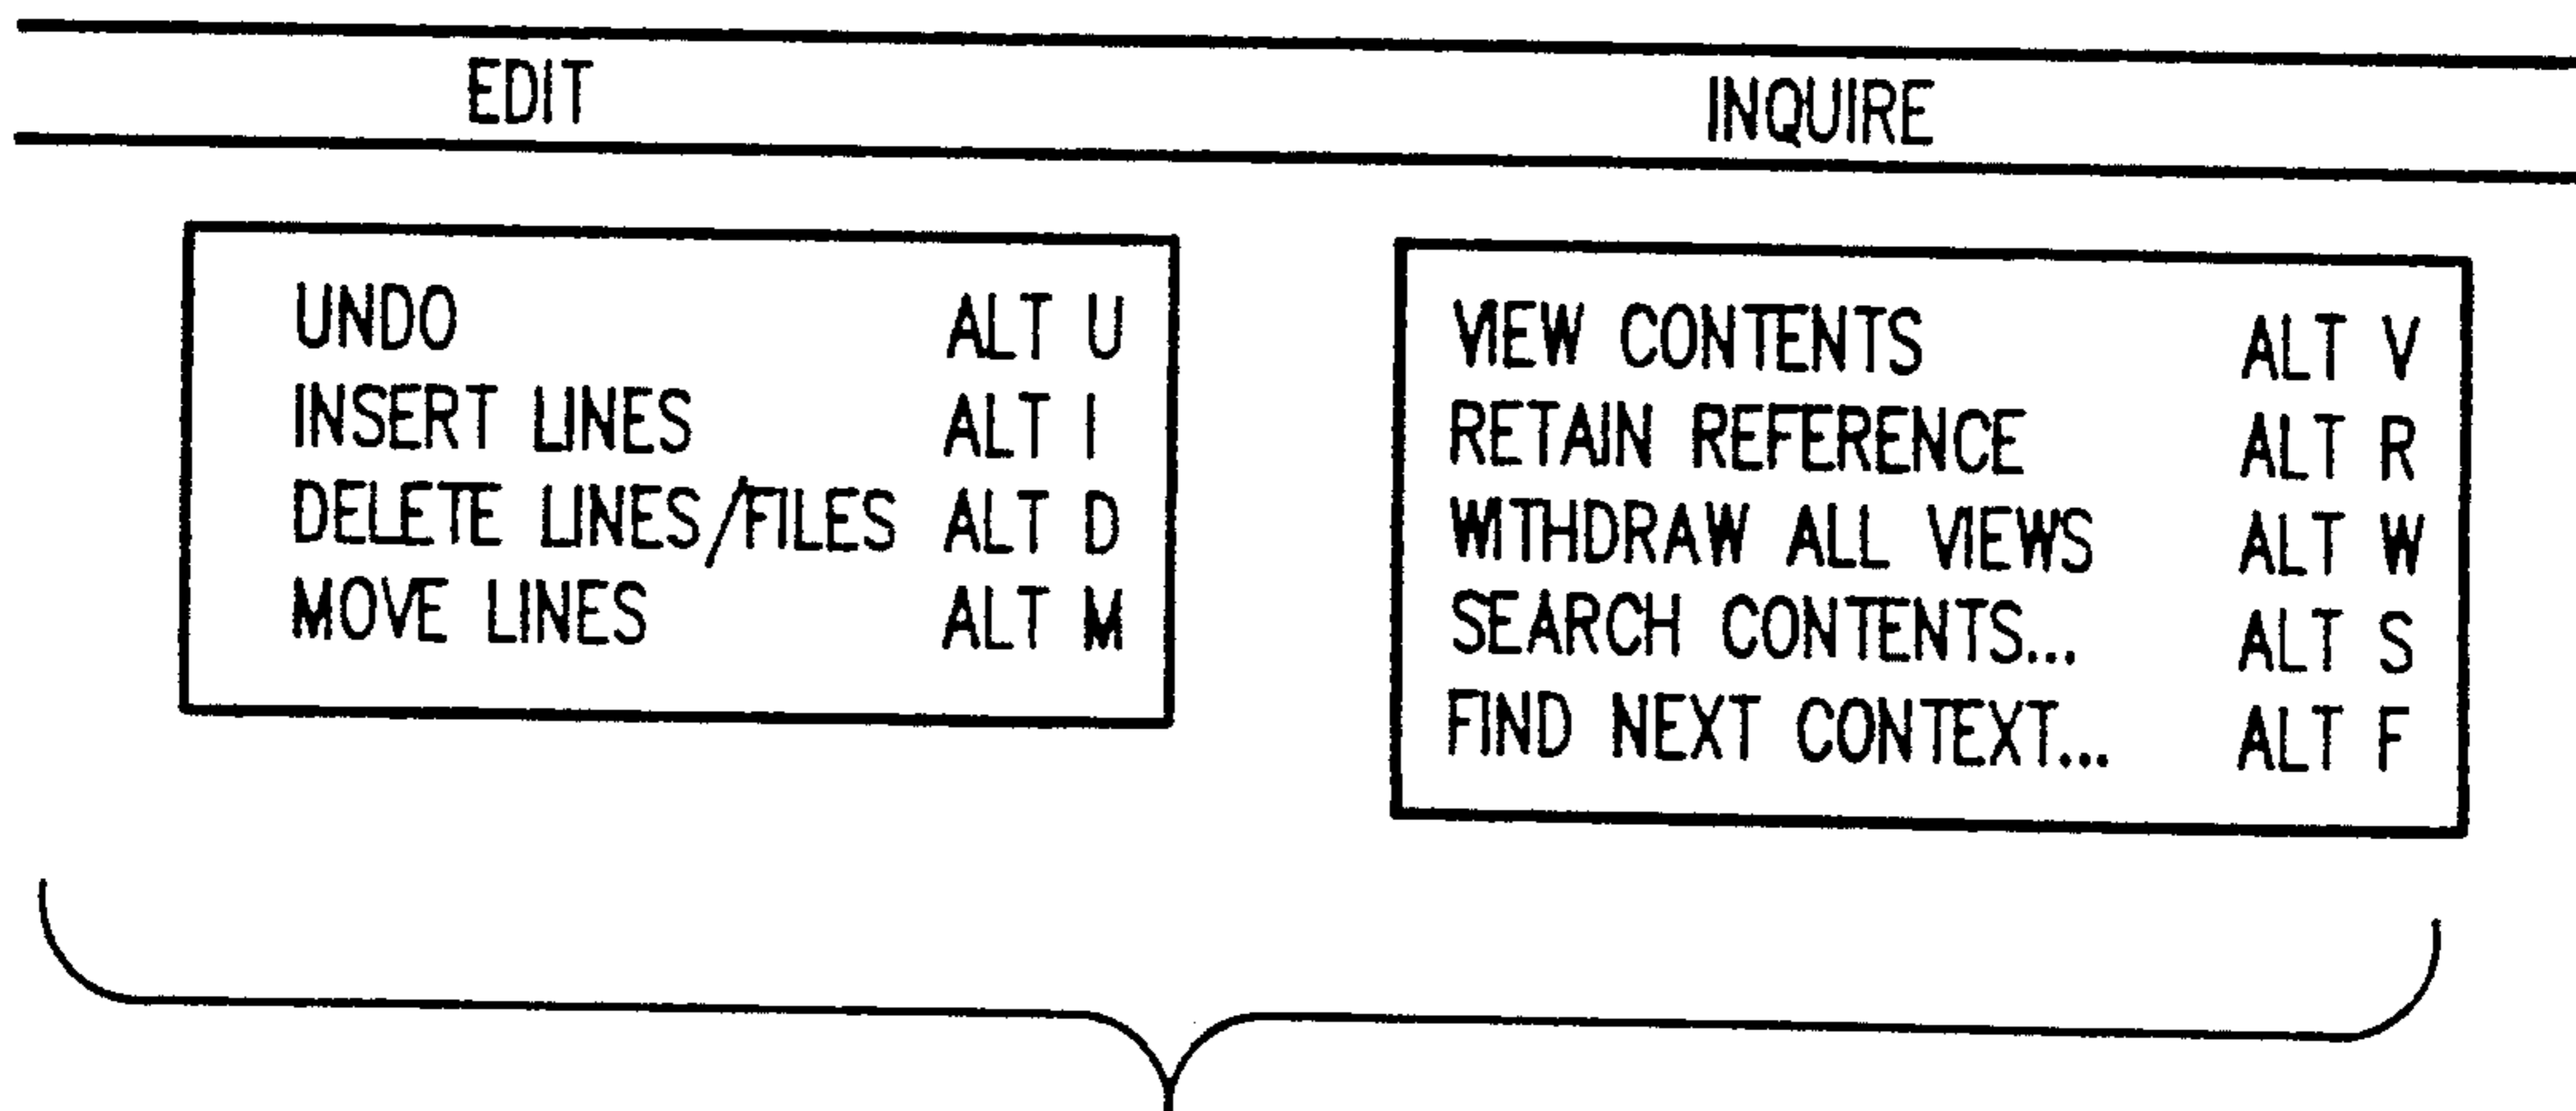 EDIT INQUIRE
UNDO ALT U
INSERT LINES ALT I
DELETE LINES/FILES ALT D
MOVE LINES ALT M
VIEW CONTENTS ALT V
RETAIN REFERENCE ALT R
WITHDRAW ALL VIEWS ALT W
SEARCH CONTENTS... ALT S
FIND NEXT CONTEXT... ALT F